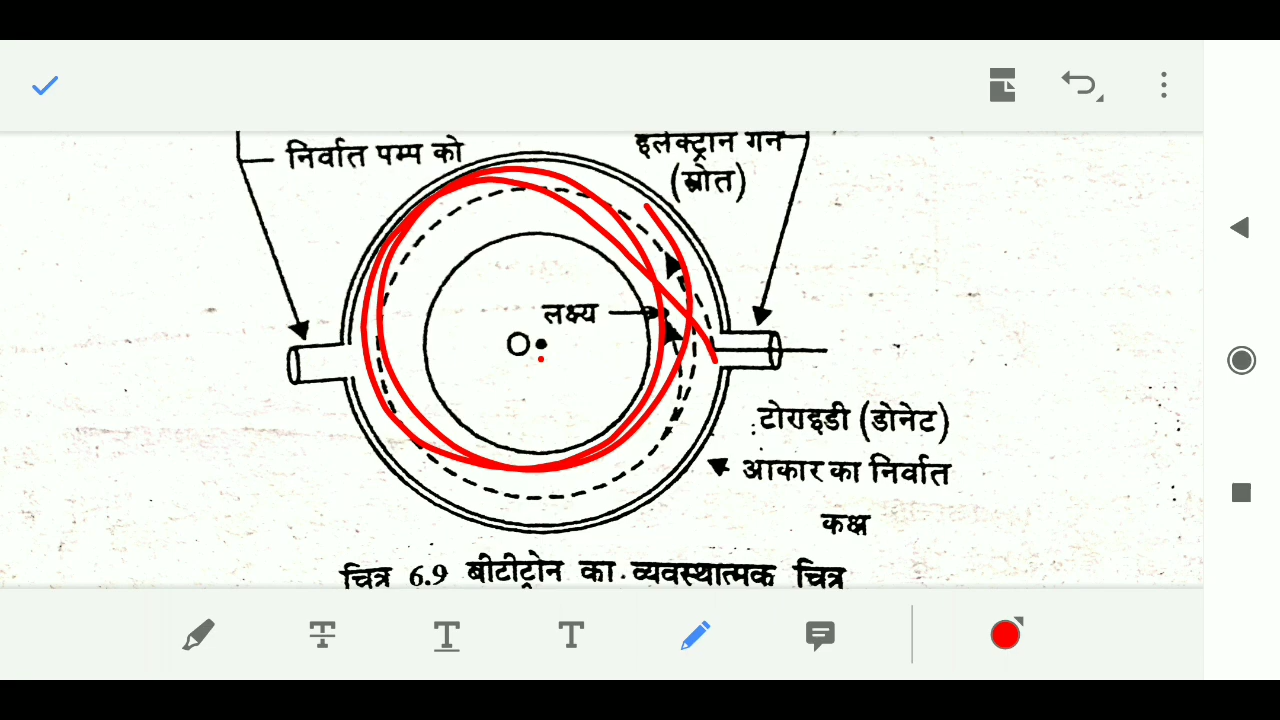 निर्वात पम्प को
इलेक्ट्रान गन
(स्रोत)
लक्ष्य
O
टोराइडी (डोनेट)
आकार का निर्वात
कक्ष
चित्र 6.9 बीटीट्रोन का व्यवस्थात्मक चित्र
T
T
T